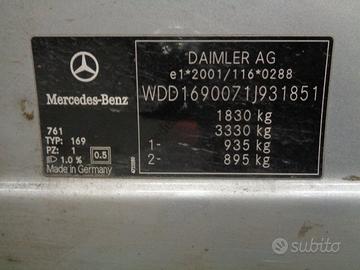 DAIMLER AG
e1*2001/116*0288
WDD1690071J931851
1830 kg
3330 kg
1- 935 kg
2- 895 kg
Mercedes-Benz
761
TYP: 169
PZ: 1
1.0 % 0.5
Made in Germany
subito